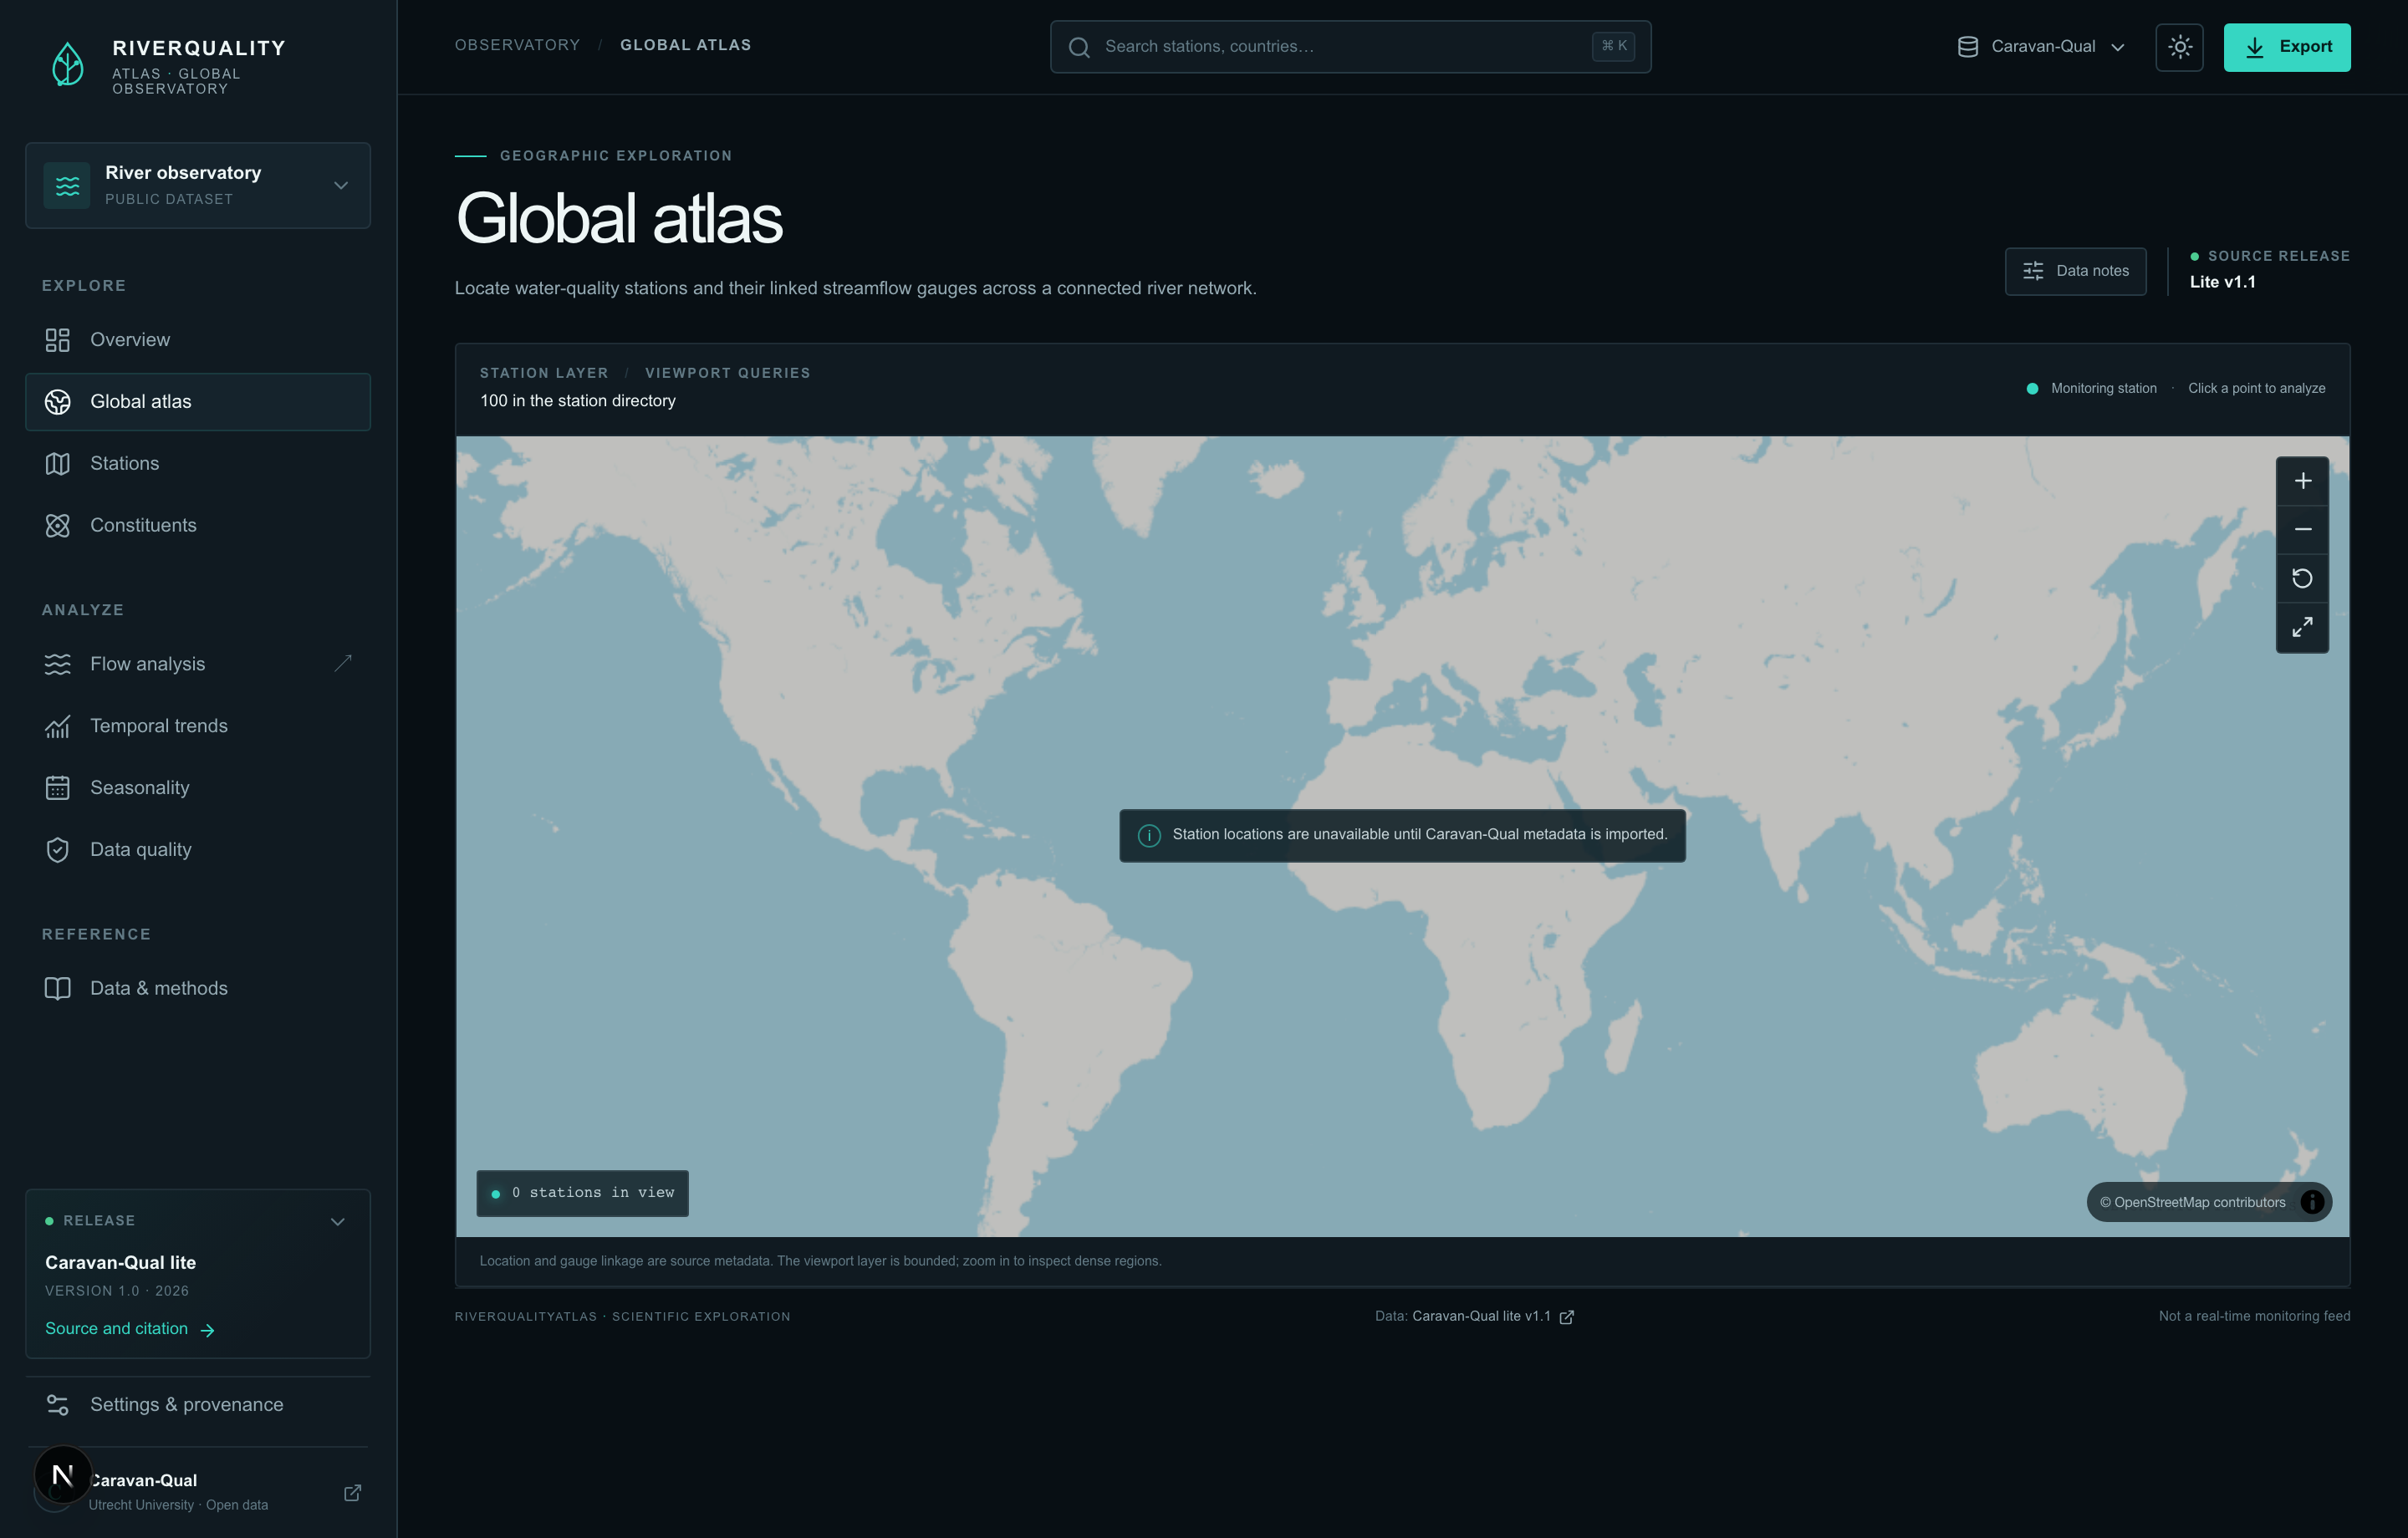 RIVERQUALITY
ATLAS · GLOBAL
OBSERVATORY
River observatory
PUBLIC DATASET
EXPLORE
Overview
Global atlas
Stations
Constituents
ANALYZE
Flow analysis
Temporal trends
Seasonality
Data quality
REFERENCE
Data & methods
RELEASE
Caravan-Qual lite
VERSION 1.0 · 2026
Source and citation
Settings & provenance
N
Caravan-Qual
Utrecht University · Open data
OBSERVATORY / GLOBAL ATLAS
Search stations, countries…
⌘ K
Caravan-Qual
Export
GEOGRAPHIC EXPLORATION
Global atlas
Locate water-quality stations and their linked streamflow gauges across a connected river network.
Data notes
SOURCE RELEASE
Lite v1.1
STATION LAYER / VIEWPORT QUERIES
100 in the station directory
Monitoring station · Click a point to analyze
Station locations are unavailable until Caravan-Qual metadata is imported.
0 stations in view
© OpenStreetMap contributors
Location and gauge linkage are source metadata. The viewport layer is bounded; zoom in to inspect dense regions.
RIVERQUALITYATLAS · SCIENTIFIC EXPLORATION
Data: Caravan-Qual lite v1.1
Not a real-time monitoring feed